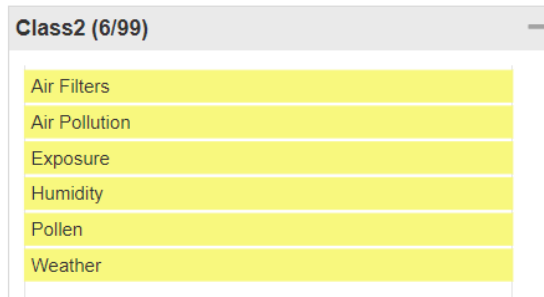 Class2 (6/99)
Air Filters
Air Pollution
Exposure
Humidity
Pollen
Weather